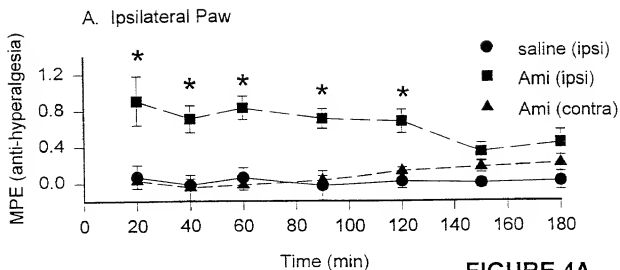 A. Ipsilateral Paw
saline (ipsi)
Ami (ipsi)
Ami (contra)
MPE (anti-hyperalgesia)
1.2
0.8
0.4
0.0
* * * * *
0 20 40 60 80 100 120 140 160 180
Time (min)
FIGURE 4A